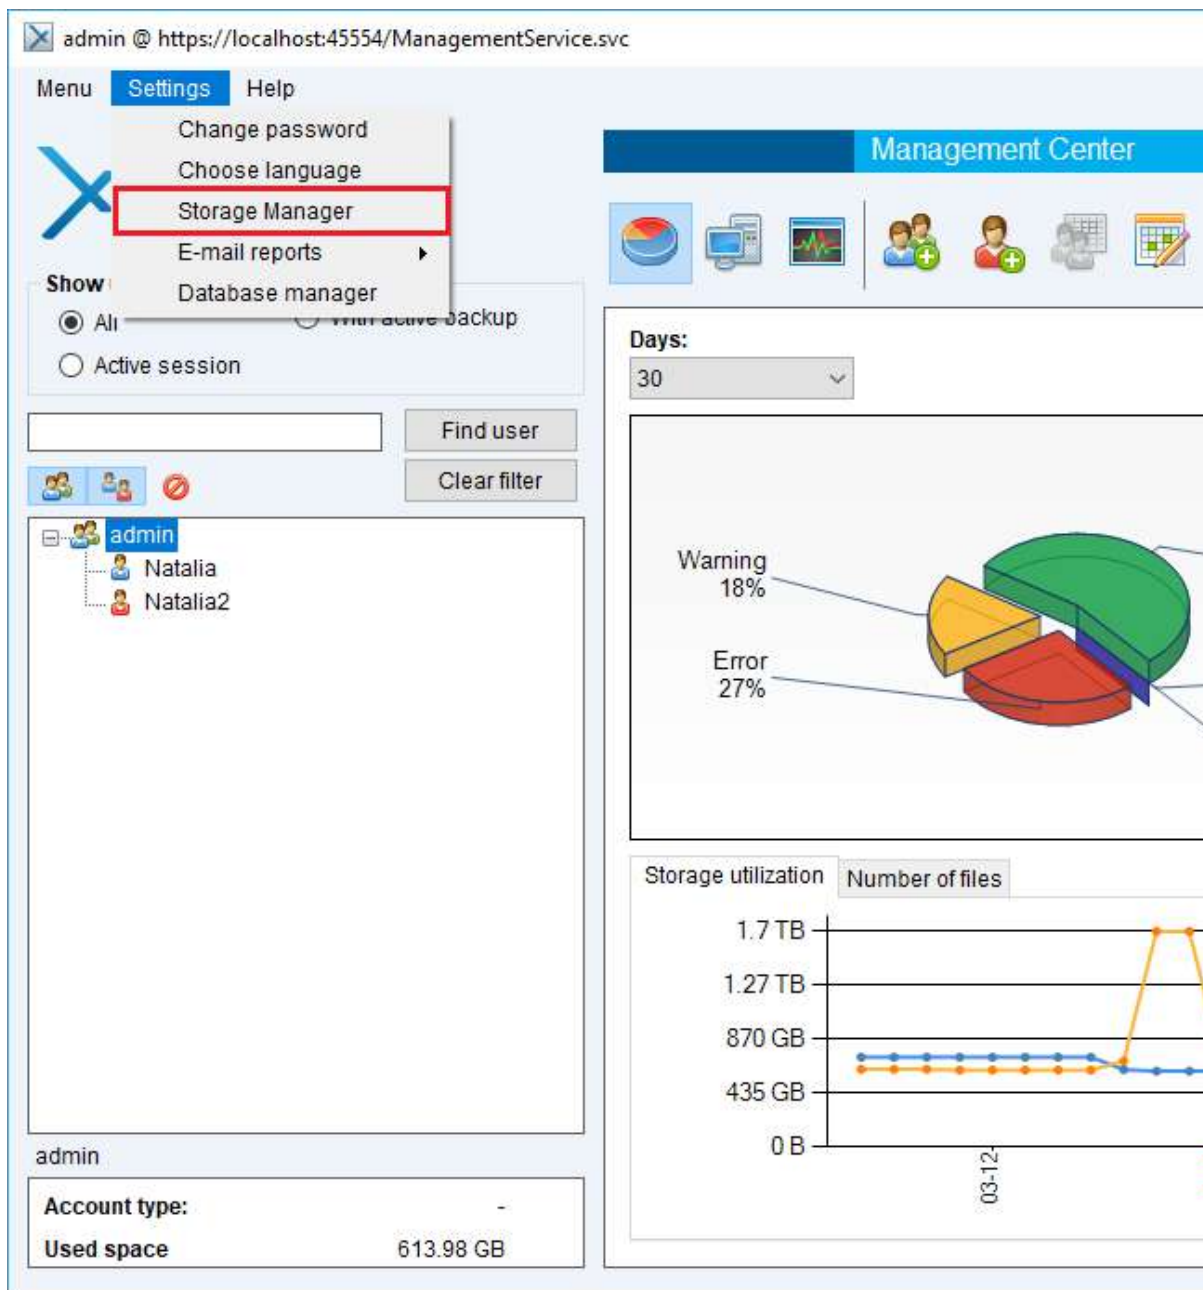 admin @ https://localhost:45554/ManagementService.svc
Menu Settings Help
Change password
Choose language
Storage Manager
E-mail reports
Database manager
Management Center
Show
All
With active backup
Active session
Find user
Clear filter
admin
Natalia
Natalia2
admin
Account type: -
Used space 613.98 GB
Days:
30
Warning
18%
Error
27%
Storage utilization Number of files
1.7 TB
1.27 TB
870 GB
435 GB
0 B
03-12